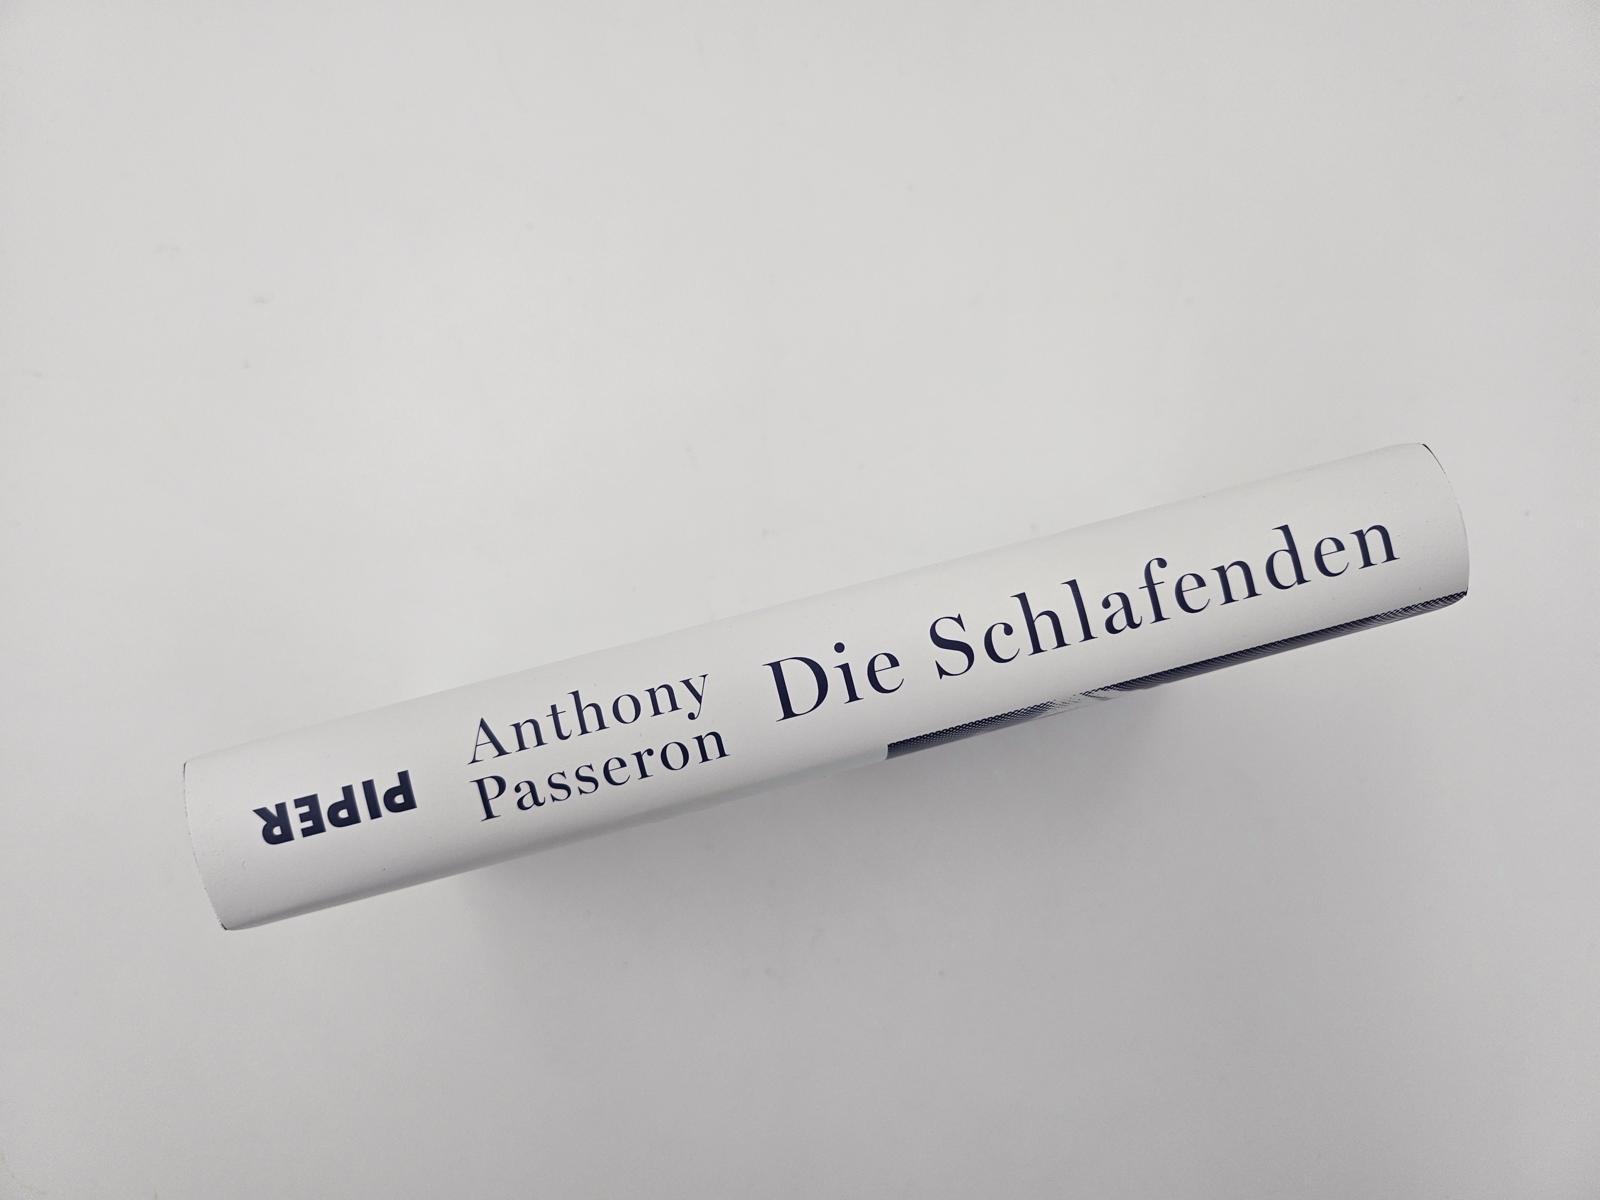 PIPER
Anthony
Passeron
Die Schlafenden